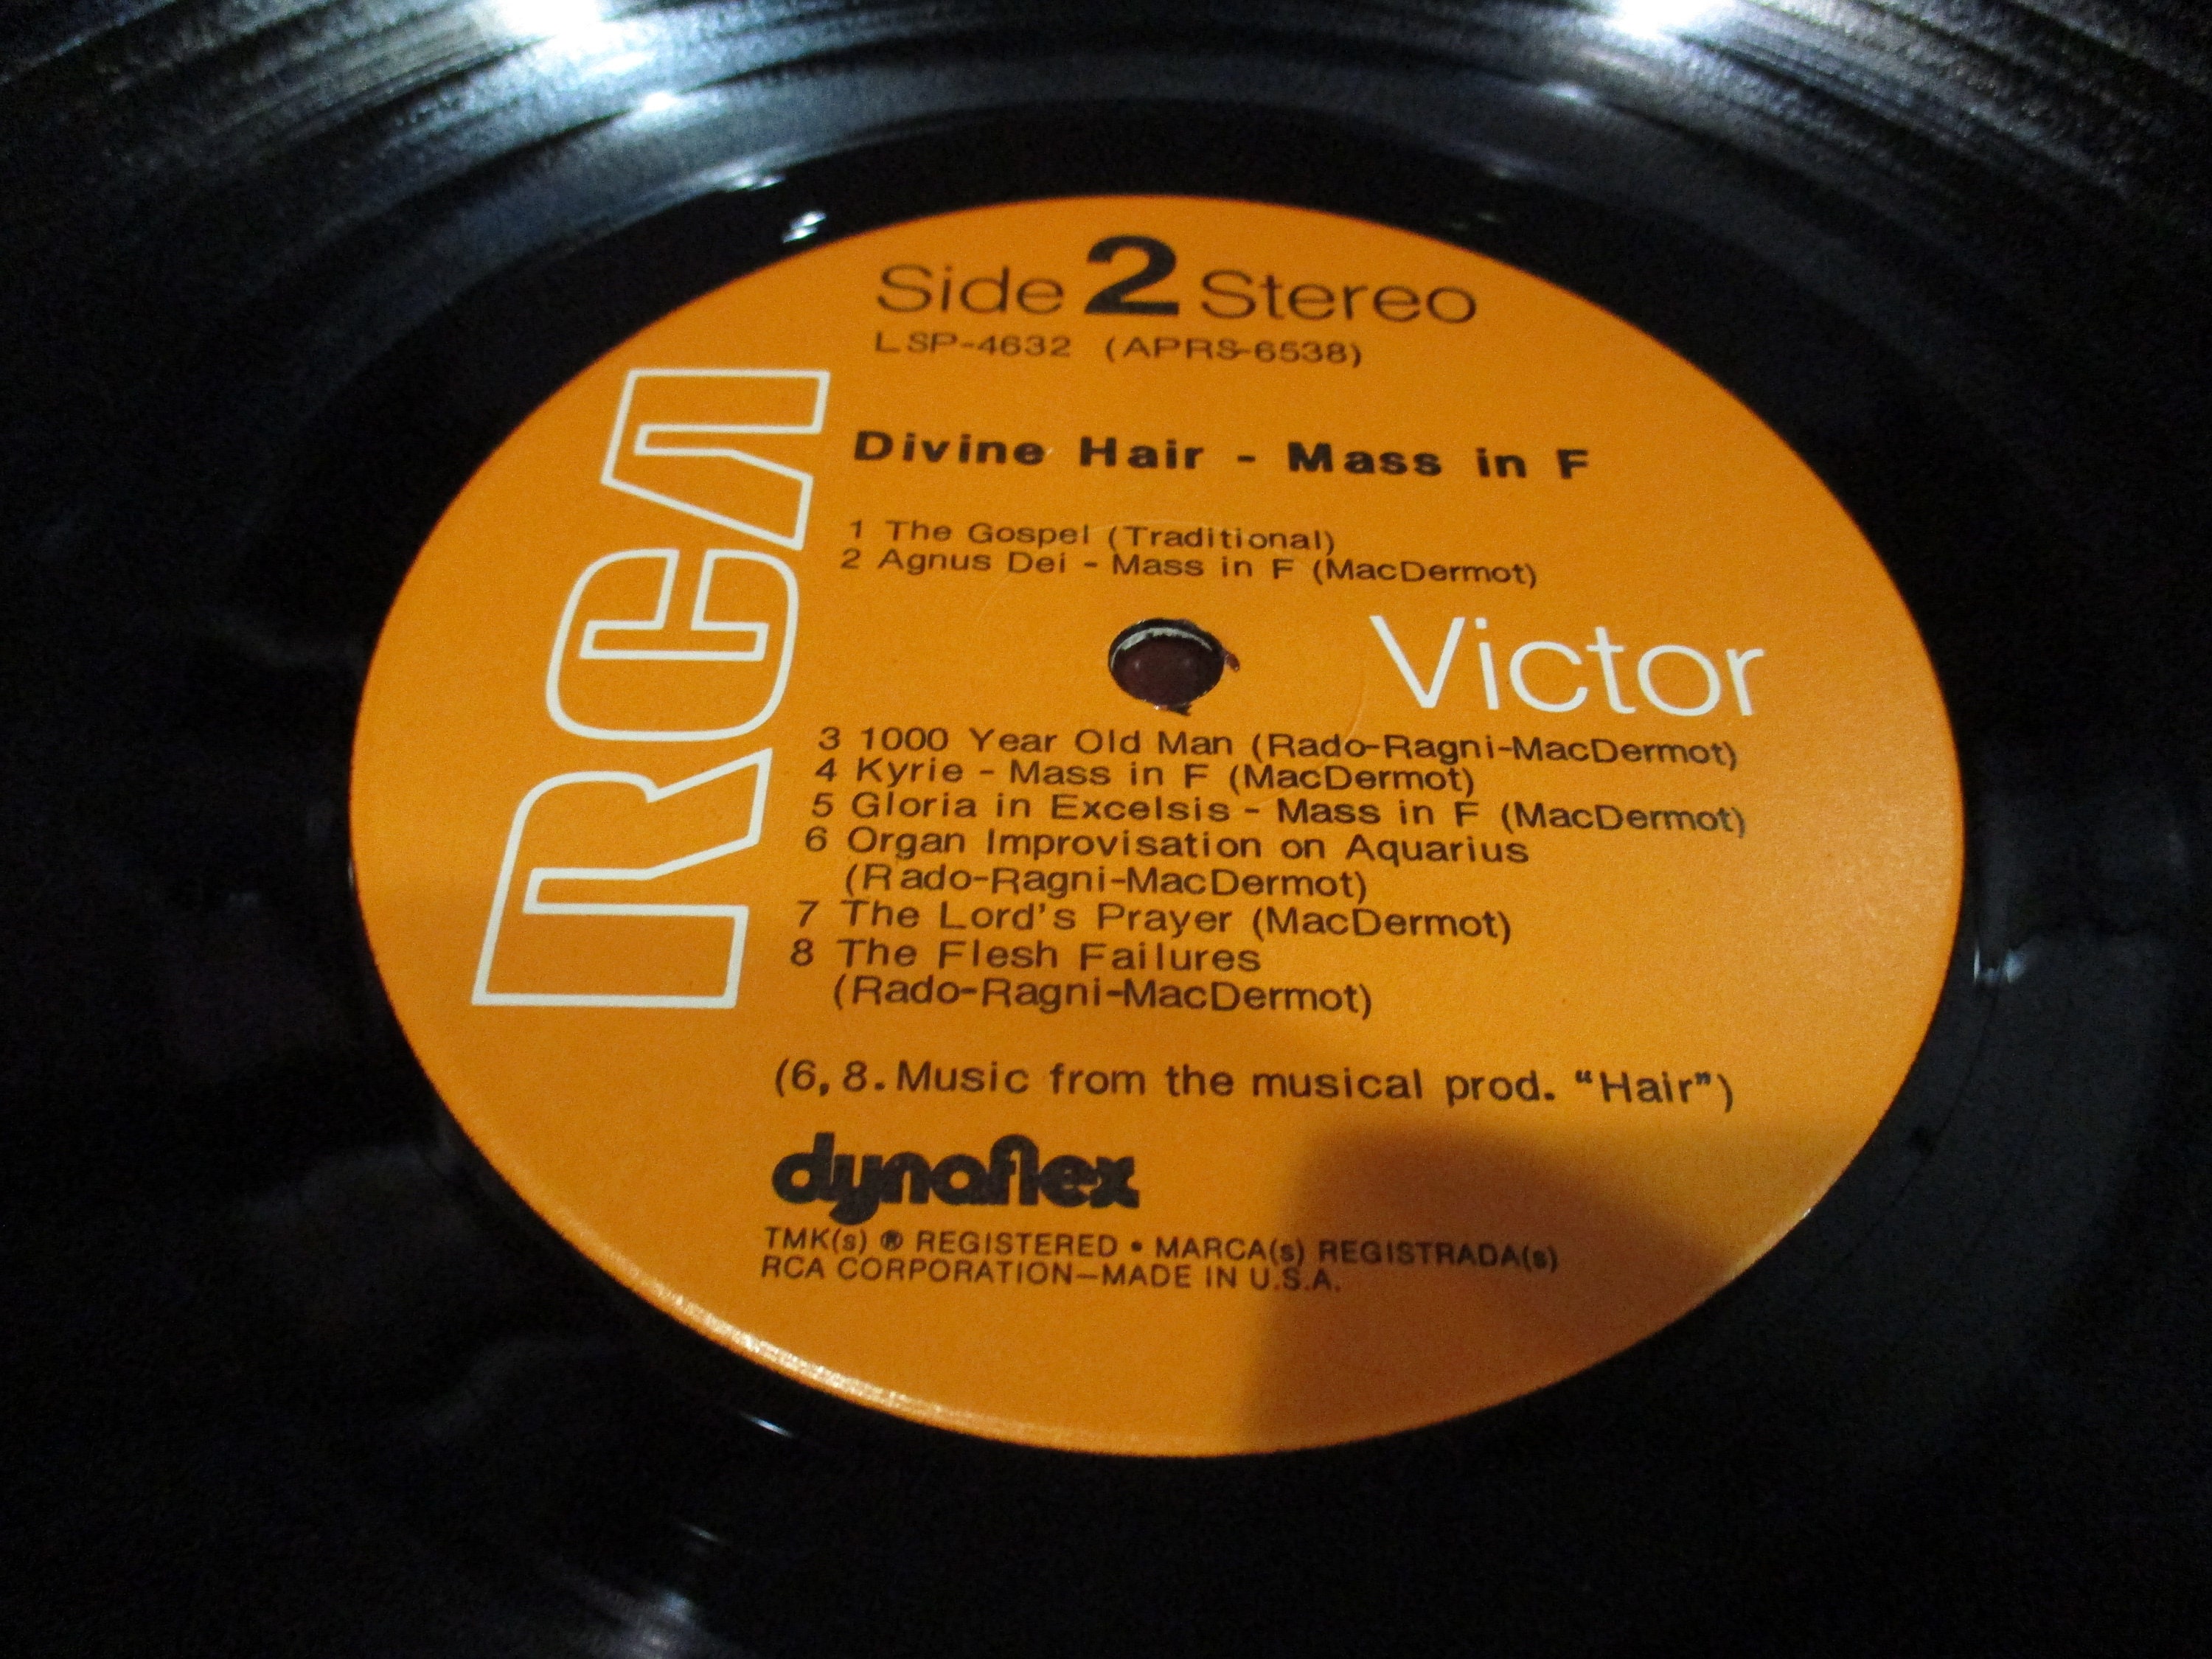 Side 2 Stereo
LSP-4632 (APRS-6538)
RCA
Divine Hair - Mass in F
1 The Gospel (Traditional)
2 Agnus Dei - Mass in F (MacDermot)
Victor
3 1000 Year Old Man (Rado-Ragni-MacDermot)
4 Kyrie - Mass in F (MacDermot)
5 Gloria in Excelsis - Mass in F (MacDermot)
6 Organ Improvisation on Aquarius
(Rado-Ragni-MacDermot)
7 The Lord's Prayer (MacDermot)
8 The Flesh Failures
(Rado-Ragni-MacDermot)
(6, 8. Music from the musical prod. "Hair")
dynaflex
TMK(s) ® REGISTERED • MARCA(s) REGISTRADA(s)
RCA CORPORATION—MADE IN U.S.A.